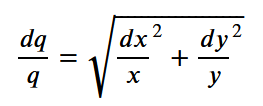 dq/q = √(dx²/x + dy²/y)